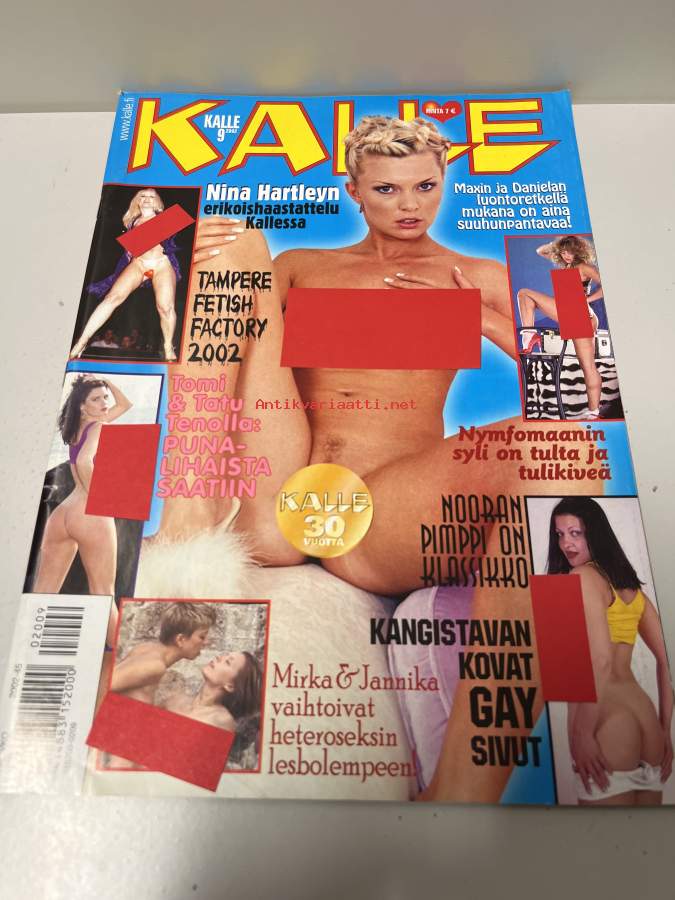 www.kalle.fi
KALLE
KALLE
9 2002
HINTA 7 €
Nina Hartleyn
erikoishaastattelu
Kallessa
Maxin ja Danielan
luontoretkellä
mukana on aina
suuhunpantavaa!
TAMPERE
FETISH
FACTORY
2002
Tomi
& Tatu
Tenolla:
PUNA-
LIHAISTA
SAATIIN
Antikvariaatti.net
Nymfomaanin
syli on tulta ja
tulikiveä
KALLE
30
VUOTTA
NOORAN
PIMPPI ON
KLASSIKKO
KANGISTAVAN
KOVAT
GAY
SIVUT
Mirka & Jannika
vaihtoivat
heteroseksin
lesbolempeen!
02009